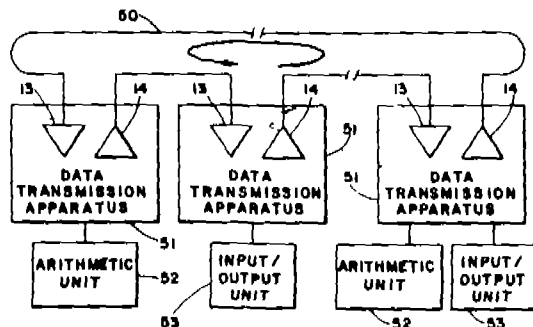 50
13 14 13 14 13 14
DATA TRANSMISSION APPARATUS
51
DATA TRANSMISSION APPARATUS
51
DATA TRANSMISSION APPARATUS
51
ARITHMETIC UNIT
52
INPUT/ OUTPUT UNIT
53
ARITHMETIC UNIT
52
INPUT/ OUTPUT UNIT
53